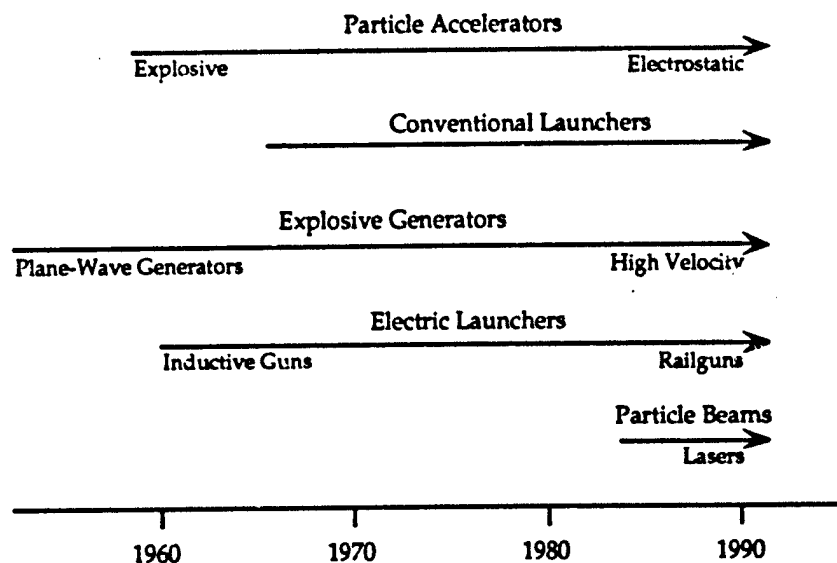 Particle Accelerators
Explosive Electrostatic
Conventional Launchers
Explosive Generators
Plane-Wave Generators High Velocity
Electric Launchers
Inductive Guns Railguns
Particle Beams
Lasers
1960 1970 1980 1990